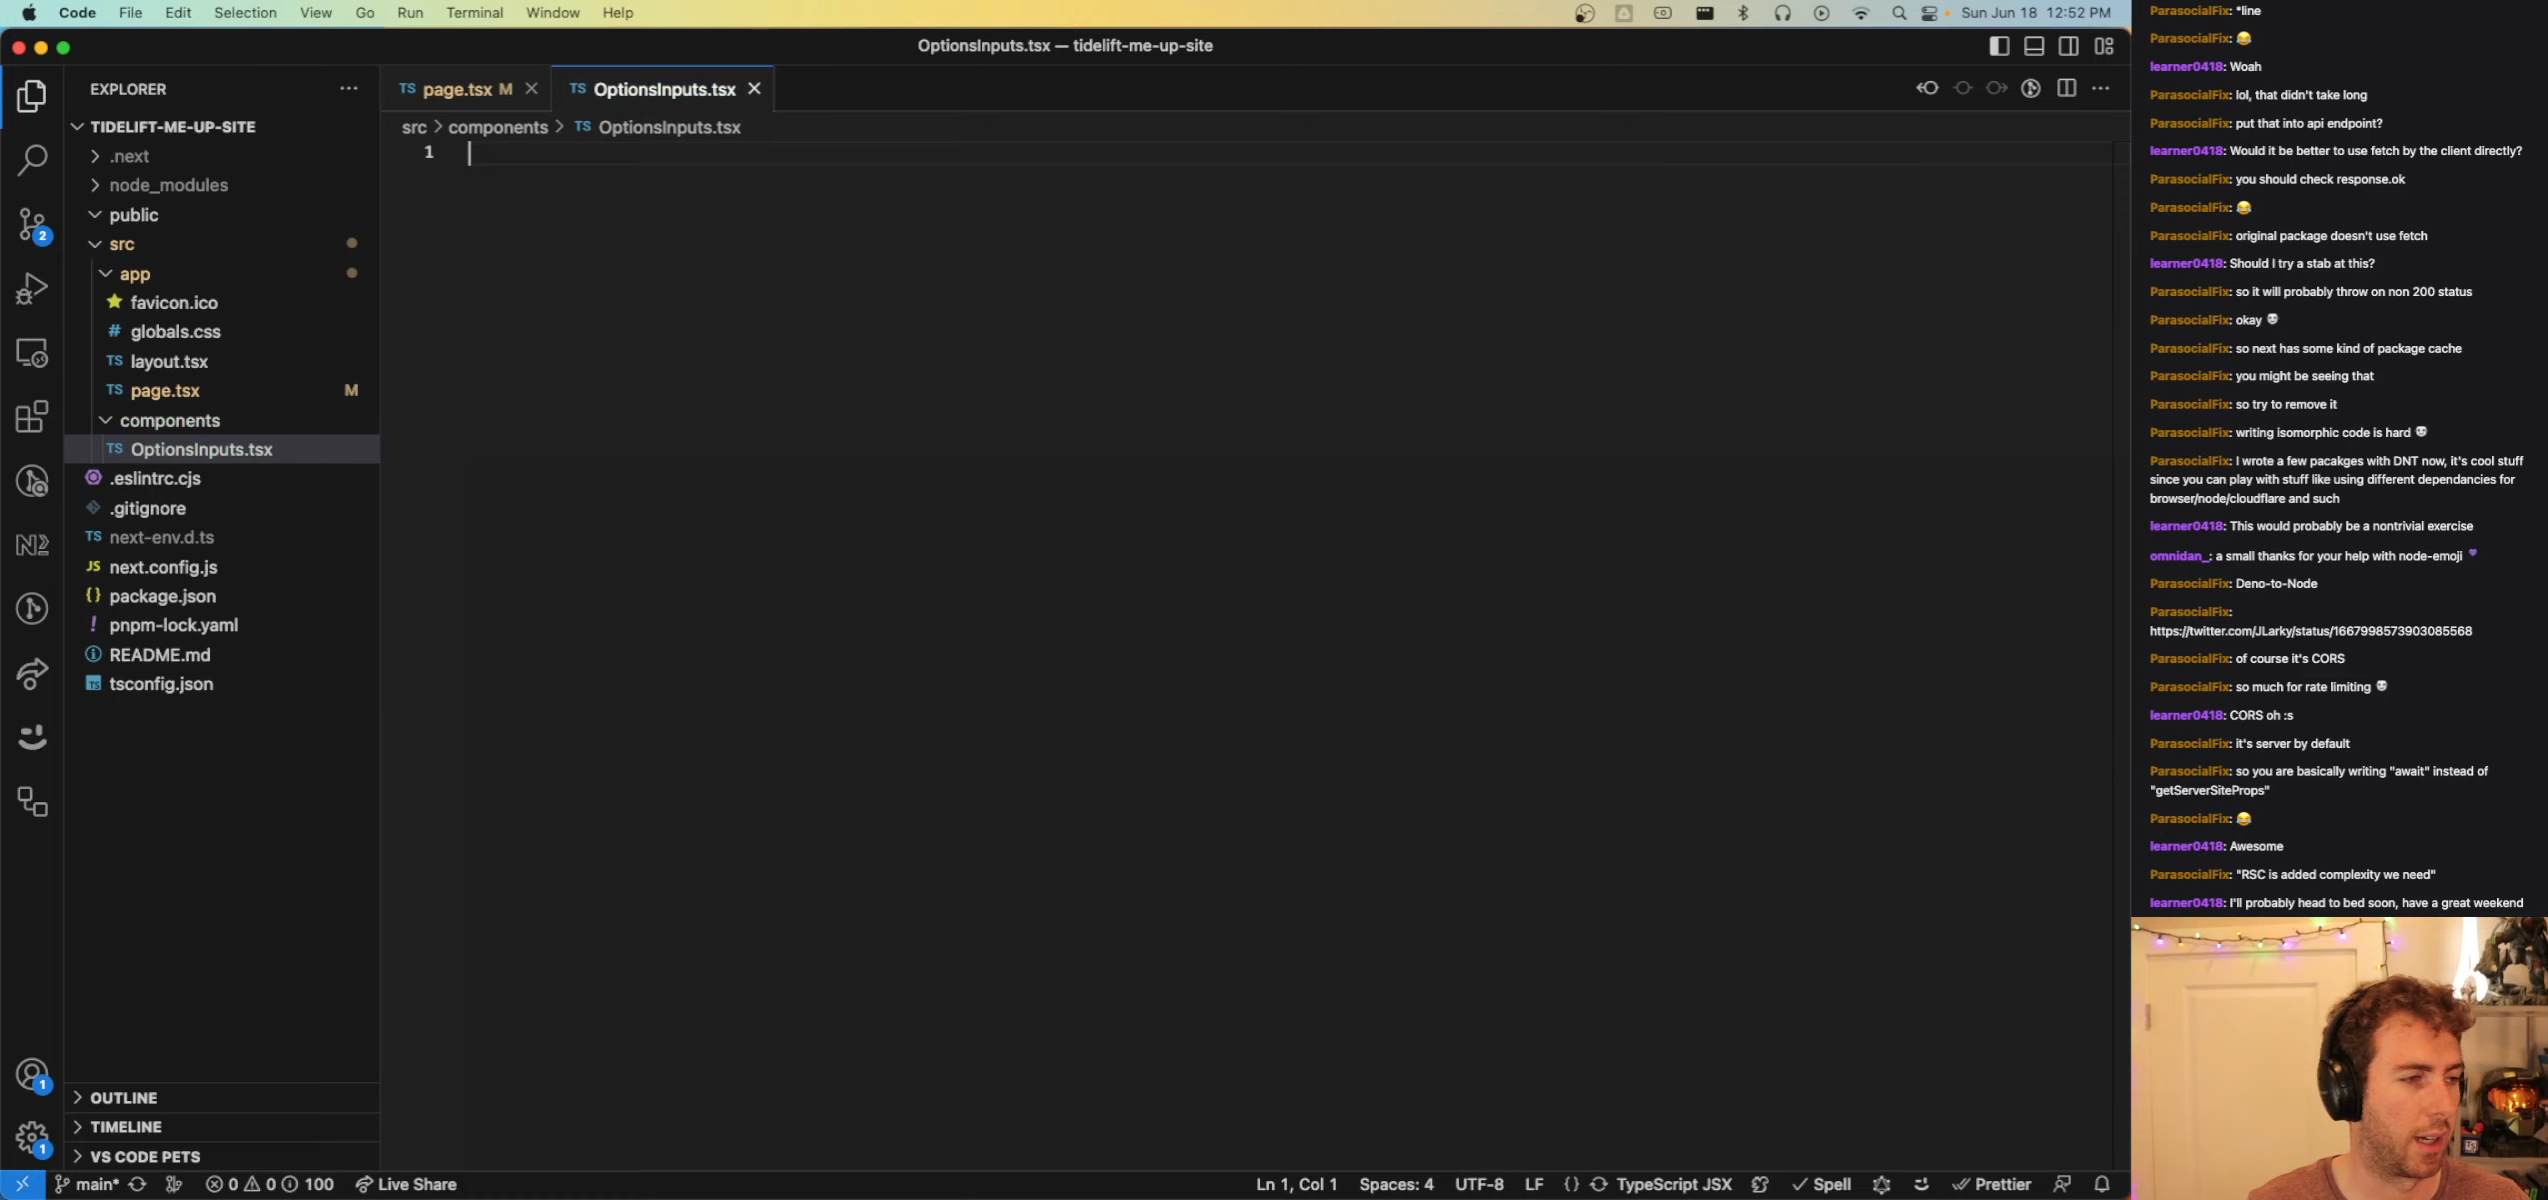 Code File Edit Selection View Go Run Terminal Window Help
Sun Jun 18 12:52 PM
OptionsInputs.tsx — tidelift-me-up-site
EXPLORER
TIDELIFT-ME-UP-SITE
.next
node_modules
public
src
app
favicon.ico
# globals.css
TS layout.tsx
TS page.tsx M
components
TS OptionsInputs.tsx
.eslintrc.cjs
.gitignore
TS next-env.d.ts
JS next.config.js
{} package.json
! pnpm-lock.yaml
README.md
TS tsconfig.json
OUTLINE
TIMELINE
VS CODE PETS
2
1
1
TS page.tsx M
TS OptionsInputs.tsx
src > components > TS OptionsInputs.tsx
1
main* 0 0 100 Live Share
Ln 1, Col 1 Spaces: 4 UTF-8 LF {} TypeScript JSX Spell Prettier
ParasocialFix: *line
ParasocialFix: 😂
learner0418: Woah
ParasocialFix: lol, that didn't take long
ParasocialFix: put that into api endpoint?
learner0418: Would it be better to use fetch by the client directly?
ParasocialFix: you should check response.ok
ParasocialFix: 😂
ParasocialFix: original package doesn't use fetch
learner0418: Should I try a stab at this?
ParasocialFix: so it will probably throw on non 200 status
ParasocialFix: okay
ParasocialFix: so next has some kind of package cache
ParasocialFix: you might be seeing that
ParasocialFix: so try to remove it
ParasocialFix: writing isomorphic code is hard
ParasocialFix: I wrote a few pacakges with DNT now, it's cool stuff
since you can play with stuff like using different dependancies for
browser/node/cloudflare and such
learner0418: This would probably be a nontrivial exercise
omnidan_: a small thanks for your help with node-emoji
ParasocialFix: Deno-to-Node
ParasocialFix:
https://twitter.com/JLarky/status/1667998573903085568
ParasocialFix: of course it's CORS
ParasocialFix: so much for rate limiting
learner0418: CORS oh :s
ParasocialFix: it's server by default
ParasocialFix: so you are basically writing "await" instead of
"getServerSiteProps"
ParasocialFix: 😂
learner0418: Awesome
ParasocialFix: "RSC is added complexity we need"
learner0418: I'll probably head to bed soon, have a great weekend